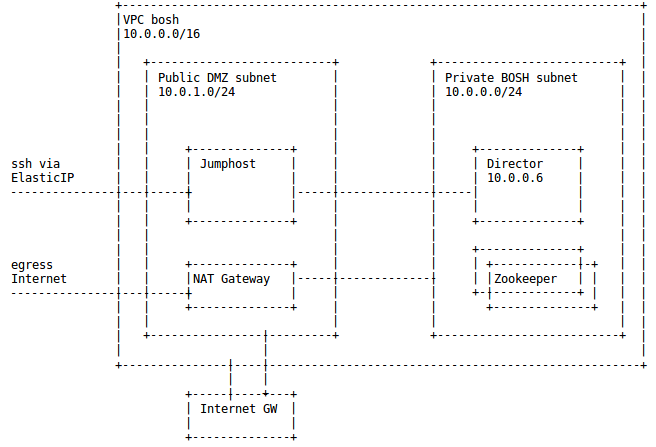 VPC bosh
10.0.0.0/16
Public DMZ subnet
10.0.1.0/24
Private BOSH subnet
10.0.0.0/24
ssh via
ElasticIP
Jumphost
Director
10.0.0.6
egress
Internet
NAT Gateway
Zookeeper
Internet GW